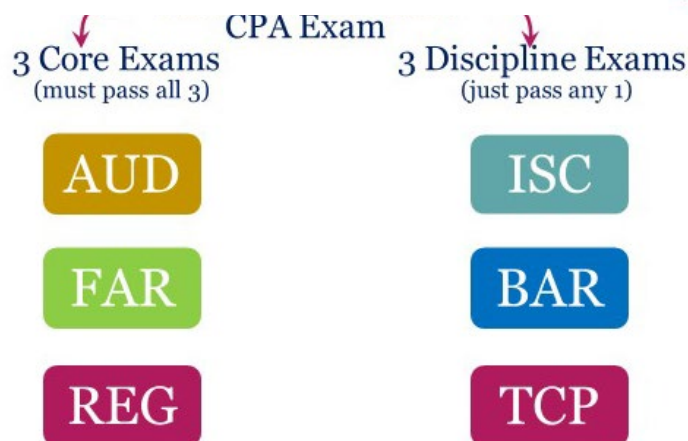 CPA Exam
3 Core Exams
(must pass all 3)
AUD
FAR
REG
3 Discipline Exams
(just pass any 1)
ISC
BAR
TCP